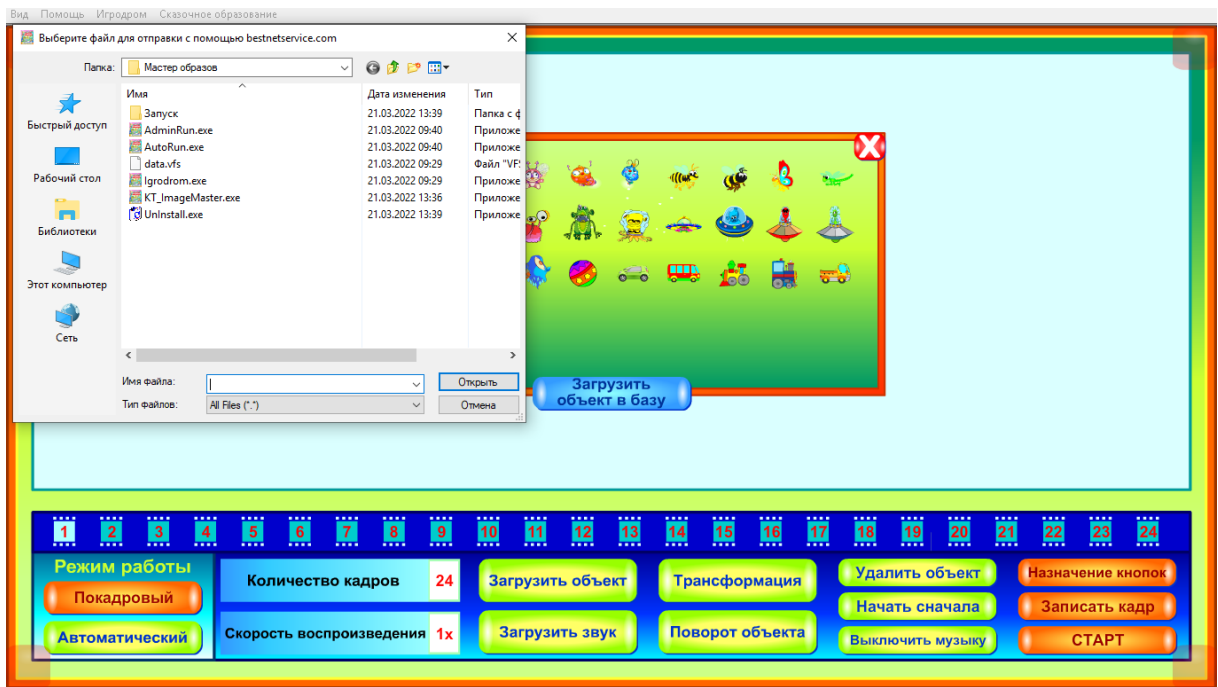 Вид Помощь Игродром Сказочное образование
Выберите файл для отправки с помощью bestnetservice.com
Папка: Мастер образов
Быстрый доступ
Рабочий стол
Библиотеки
Этот компьютер
Сеть
Имя Дата изменения Тип
Запуск 21.03.2022 13:39 Папка с ф
AdminRun.exe 21.03.2022 09:40 Приложе
AutoRun.exe 21.03.2022 09:40 Приложе
data.vfs 21.03.2022 09:29 Файл "VFS
Igrodrom.exe 21.03.2022 09:29 Приложе
KT_ImageMaster.exe 21.03.2022 13:36 Приложе
UnInstall.exe 21.03.2022 13:39 Приложе
Имя файла: Открыть
Тип файлов: All Files (*.*) Отмена
Загрузить
объект в базу
1 2 3 4 5 6 7 8 9 10 11 12 13 14 15 16 17 18 19 20 21 22 23 24
Режим работы
Покадровый
Автоматический
Количество кадров 24
Скорость воспроизведения 1x
Загрузить объект
Загрузить звук
Трансформация
Поворот объекта
Удалить объект
Начать сначала
Выключить музыку
Назначение кнопок
Записать кадр
СТАРТ